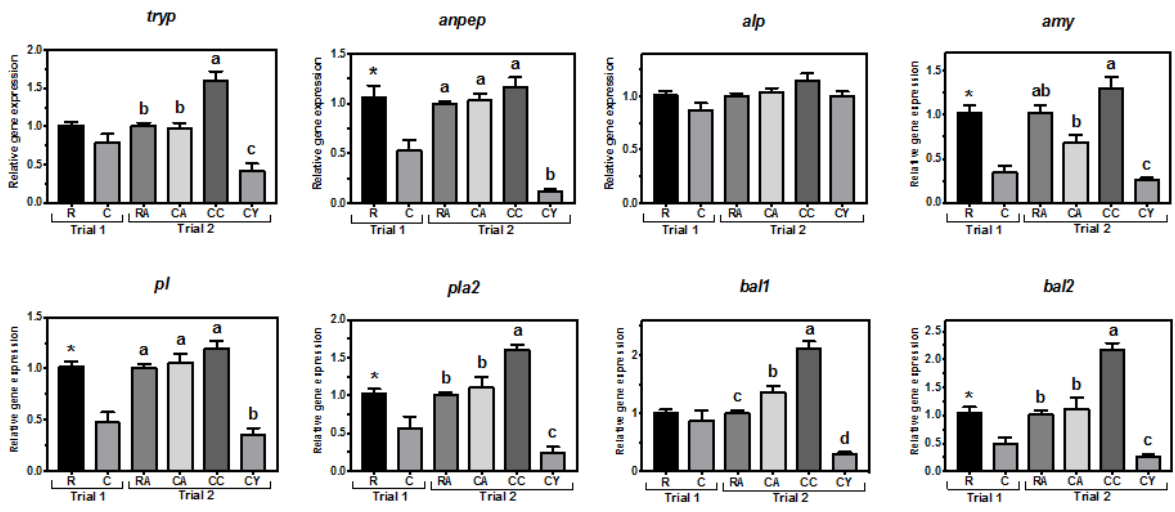 tryp
Relative gene expression
2.0
1.5
1.0
0.5
0.0
b b a c
R C RA CA CC CY
Trial 1 Trial 2
anpep
Relative gene expression
1.5
1.0
0.5
0.0
* a a a b
R C RA CA CC CY
Trial 1 Trial 2
alp
Relative gene expression
1.5
1.0
0.5
0.0
R C RA CA CC CY
Trial 1 Trial 2
amy
Relative gene expression
1.5
1.0
0.5
0.0
* ab b a c
R C RA CA CC CY
Trial 1 Trial 2
pl
Relative gene expression
1.5
1.0
0.5
0.0
* a a a b
R C RA CA CC CY
Trial 1 Trial 2
pla2
Relative gene expression
2.0
1.5
1.0
0.5
0.0
* b b a c
R C RA CA CC CY
Trial 1 Trial 2
bal1
Relative gene expression
2
1
0
c b a d
R C RA CA CC CY
Trial 1 Trial 2
bal2
Relative gene expression
2.5
2.0
1.5
1.0
0.5
0.0
* b b a c
R C RA CA CC CY
Trial 1 Trial 2